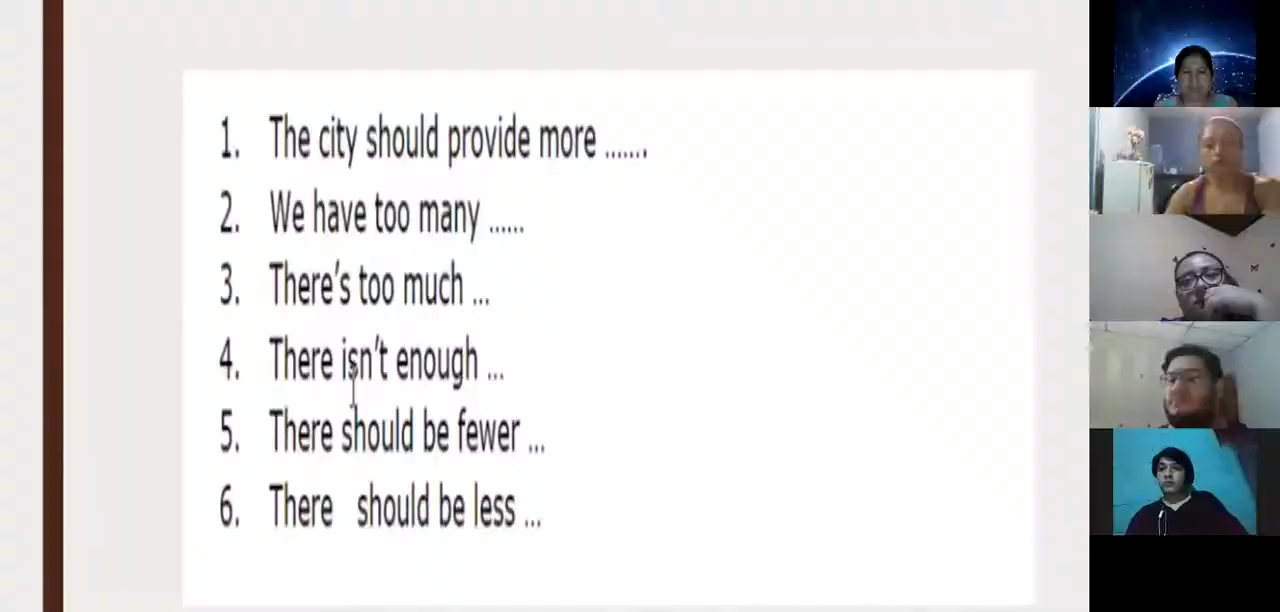 1. The city should provide more .......
2. We have too many ......
3. There's too much ...
4. There isn't enough ...
5. There should be fewer ...
6. There should be less ...